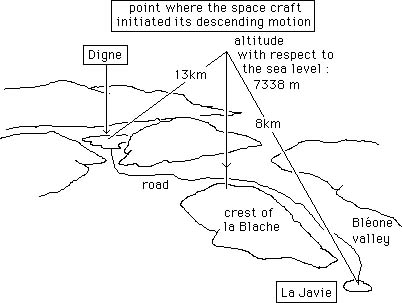 point where the space craft
initiated its descending motion
Digne
altitude
with respect to
the sea level :
7338 m
13km
8km
road
crest of
la Blache
Bléone
valley
La Javie